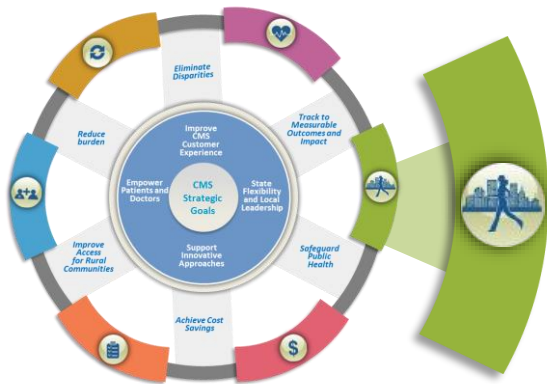 Eliminate
Disparities
Reduce
burden
Track to
Measurable
Outcomes and
Impact
Improve
CMS
Customer
Experience
Empower
Patients and
Doctors
CMS
Strategic
Goals
State
Flexibility
and Local
Leadership
Support
Innovative
Approaches
Improve
Access
for Rural
Communities
Safeguard
Public
Health
Achieve Cost
Savings
$